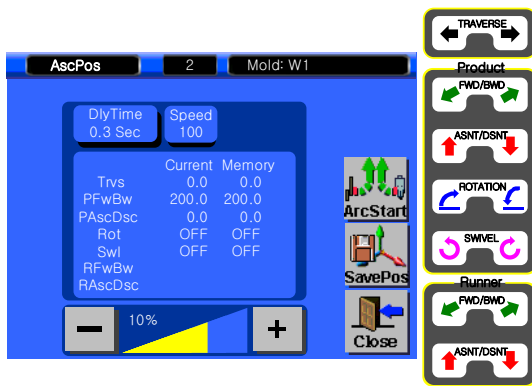 AscPos 2 Mold: W1
DlyTime Speed
0.3 Sec 100
Current Memory
Trvs 0.0 0.0
PFwBw 200.0 200.0
PAscDsc 0.0 0.0
Rot OFF OFF
Swl OFF OFF
RFwBw
RAscDsc
10%
ArcStart
SavePos
Close
TRAVERSE
Product
FWD/BWD
ASNT/DSNT
ROTATION
SWIVEL
Runner
FWD/BWD
ASNT/DSNT